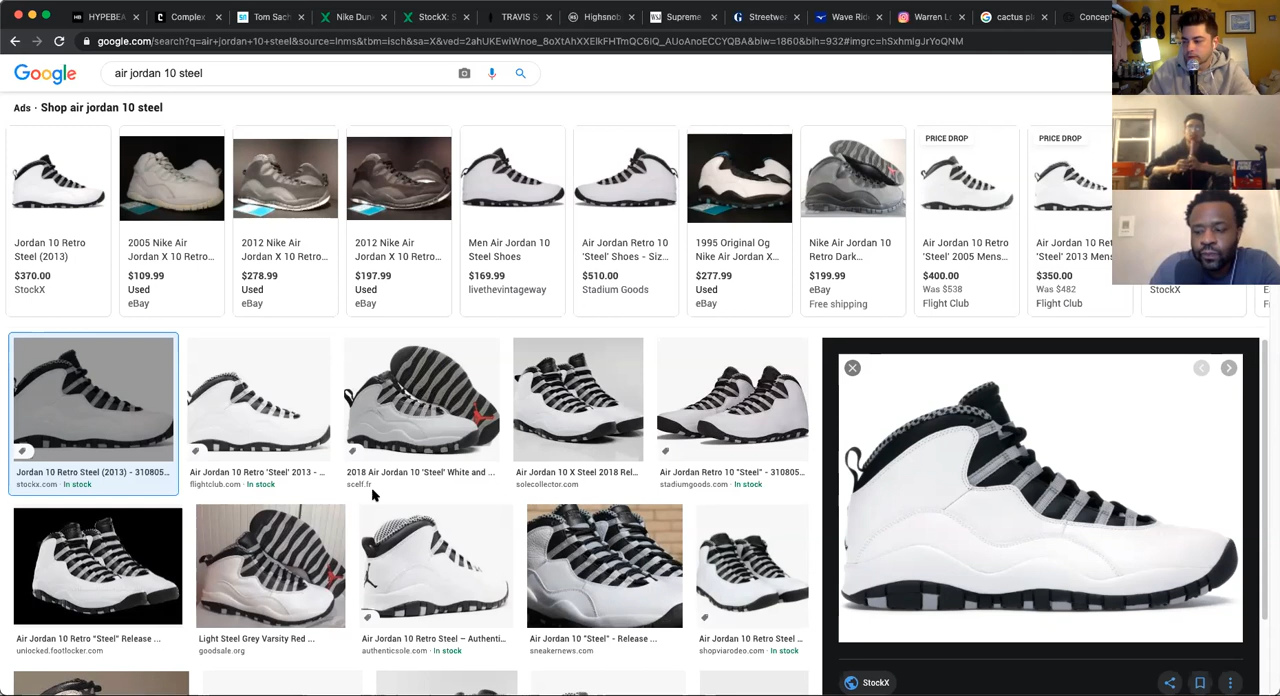 HYPEBEA
Complex
Tom Sach
Nike Dun
StockX: S
TRAVIS S
Highsnob
Supreme
Streetwea
Wave Rid
Warren Lo
cactus pl
Concept
google.com/search?q=air+jordan+10+steel&source=lnms&tbm=isch&sa=X&ved=2ahUKEwiWnoe_8oXtAhXXElkFHTmQC6IQ_AUoAnoECCYQBA&biw=1860&bih=932#imgrc=hSxhmlgJrYoQNM
Google
air jordan 10 steel
Ads · Shop air jordan 10 steel
Jordan 10 Retro
Steel (2013)
$370.00
StockX
2005 Nike Air
Jordan X 10 Retro...
$109.99
Used
eBay
2012 Nike Air
Jordan X 10 Retro...
$278.99
Used
eBay
2012 Nike Air
Jordan X 10 Retro...
$197.99
Used
eBay
Men Air Jordan 10
Steel Shoes
$169.99
livethevintageway
Air Jordan Retro 10
'Steel' Shoes - Siz...
$510.00
Stadium Goods
1995 Original Og
Nike Air Jordan X...
$277.99
Used
eBay
Nike Air Jordan 10
Retro Dark...
$199.99
eBay
Free shipping
PRICE DROP
Air Jordan 10 Retro
'Steel' 2005 Mens...
$400.00
Was $538
Flight Club
PRICE DROP
Air Jordan 10 Retro
'Steel' 2013 Mens
$350.00
Was $482
Flight Club
StockX
Jordan 10 Retro Steel (2013) - 310805...
stockx.com · In stock
Air Jordan 10 Retro 'Steel' 2013 - ...
flightclub.com · In stock
2018 Air Jordan 10 'Steel' White and ...
scelf.fr
Air Jordan 10 X Steel 2018 Rel...
solecollector.com
Air Jordan Retro 10 "Steel" - 310805...
stadiumgoods.com · In stock
Air Jordan 10 Retro "Steel" Release ...
unlocked.footlocker.com
Light Steel Grey Varsity Red ...
goodsale.org
Air Jordan 10 Retro Steel – Authenti...
authenticsole.com · In stock
Air Jordan 10 "Steel" - Release ...
sneakernews.com
Air Jordan 10 Retro Steel ...
shopviarodeo.com · In stock
StockX